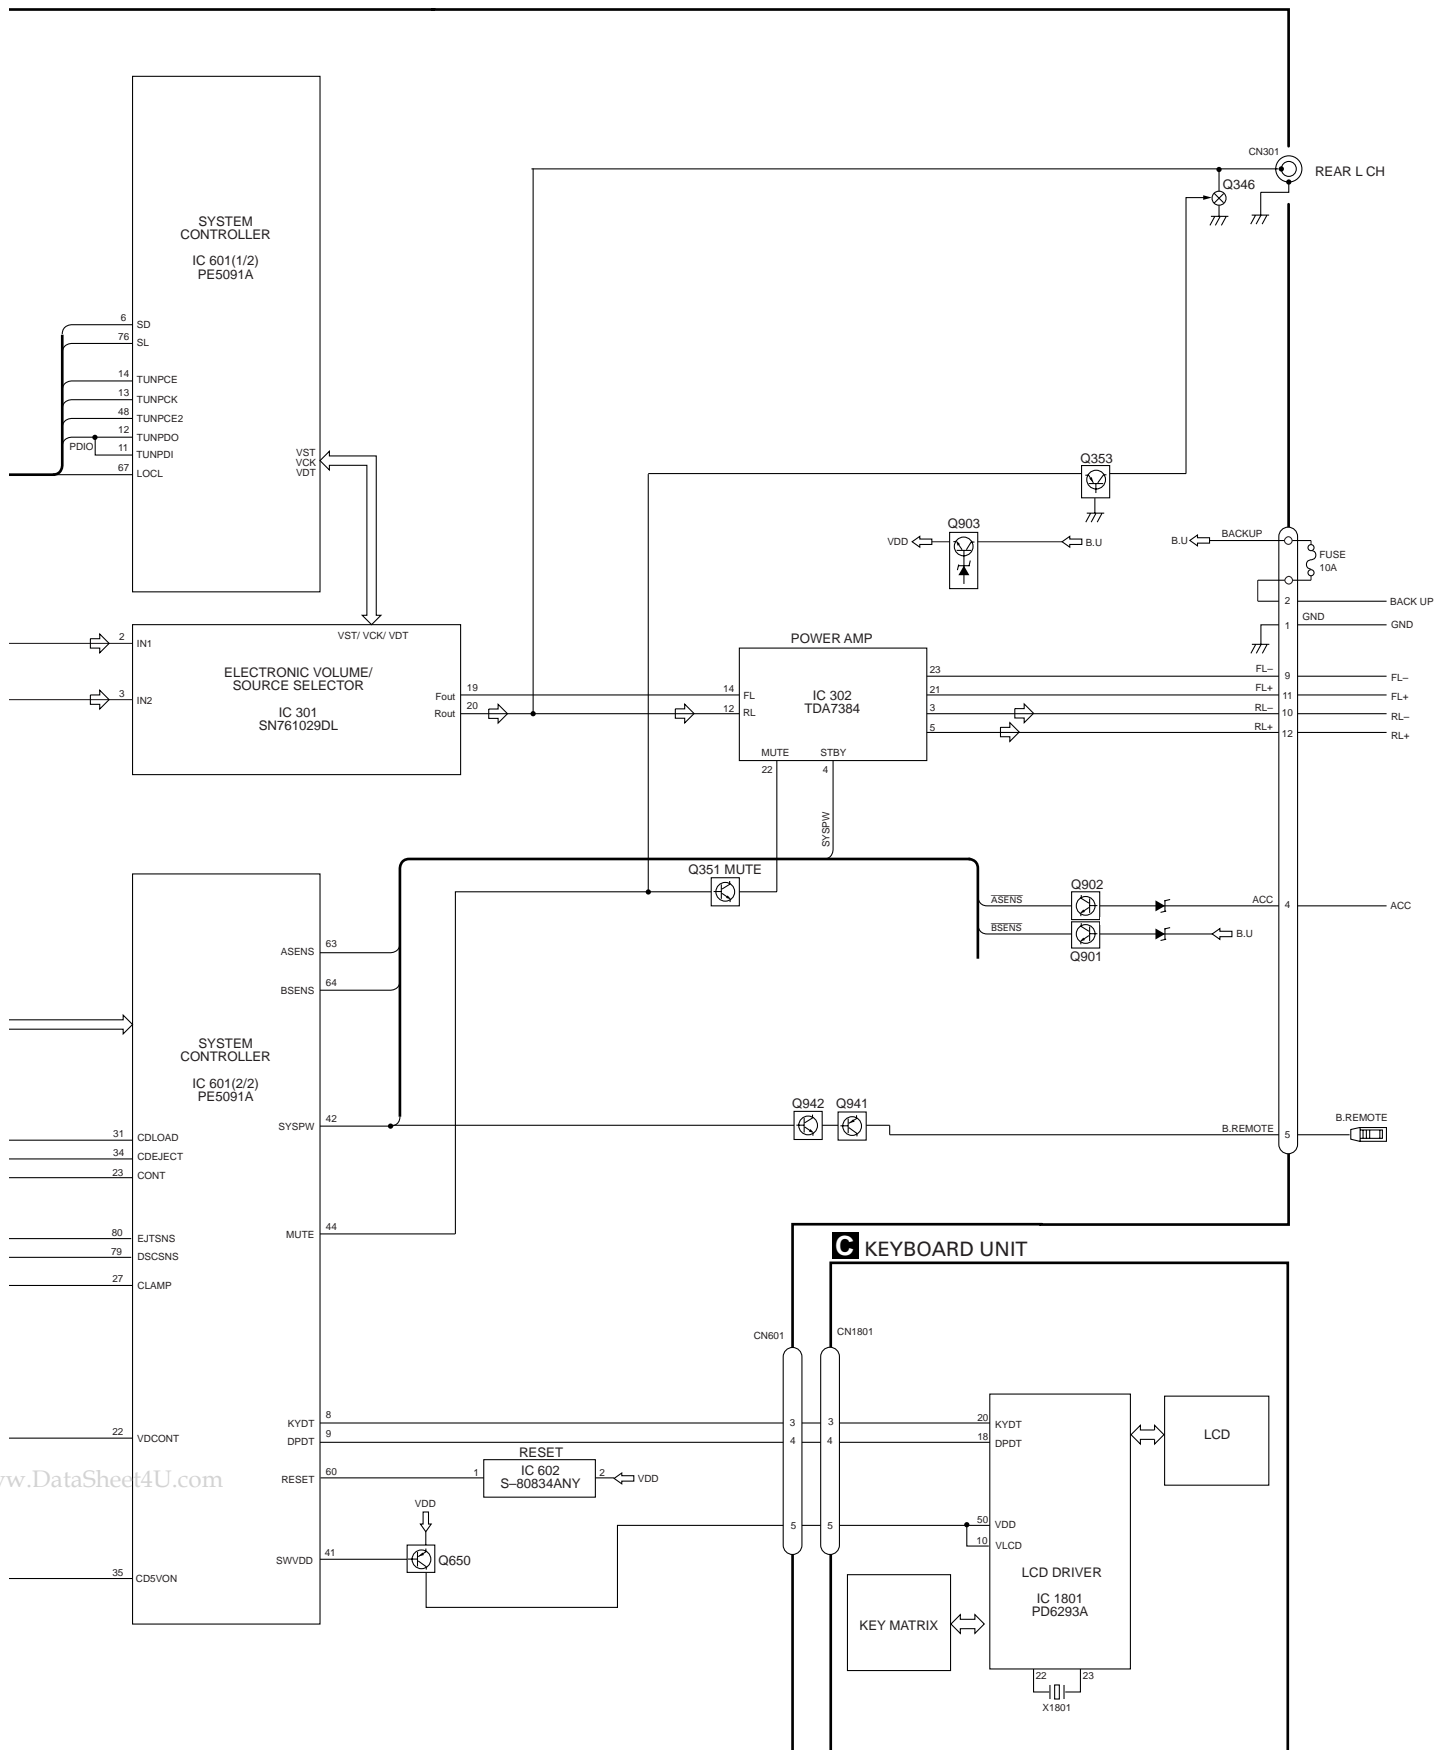 CN301
REAR L CH
Q346
SYSTEM
CONTROLLER
IC 601(1/2)
PE5091A
6 SD
76 SL
14 TUNPCE
13 TUNPCK
48 TUNPCE2
12 TUNPDO
PDIO
11 TUNPDI
67 LOCL
VST
VCK
VDT
Q353
Q903
VDD
B.U
B.U
BACKUP
FUSE
10A
2
BACK UP
GND
1
GND
2 IN1
3 IN2
VST/ VCK/ VDT
ELECTRONIC VOLUME/
SOURCE SELECTOR
IC 301
SN761029DL
Fout 19
Rout 20
POWER AMP
14 FL
12 RL
IC 302
TDA7384
MUTE
22
STBY
4
23
21
3
5
FL– 9 FL–
FL+ 11 FL+
RL– 10 RL–
RL+ 12 RL+
SYSPW
Q351 MUTE
ASENS
Q902
ACC 4 ACC
BSENS
Q901
B.U
SYSTEM
CONTROLLER
IC 601(2/2)
PE5091A
ASENS 63
BSENS 64
SYSPW 42
MUTE 44
31 CDLOAD
34 CDEJECT
23 CONT
80 EJTSNS
79 DSCSNS
27 CLAMP
22 VDCONT
35 CD5VON
Q942
Q941
B.REMOTE 5
B.REMOTE
C KEYBOARD UNIT
CN601
CN1801
KYDT 8
DPDT 9
RESET 60
SWVDD 41
RESET
1
IC 602
S–80834ANY
2
VDD
VDD
Q650
3 3
4 4
5 5
20 KYDT
18 DPDT
50 VDD
10 VLCD
LCD DRIVER
IC 1801
PD6293A
LCD
KEY MATRIX
22 23
X1801
w.DataSheet4U.com